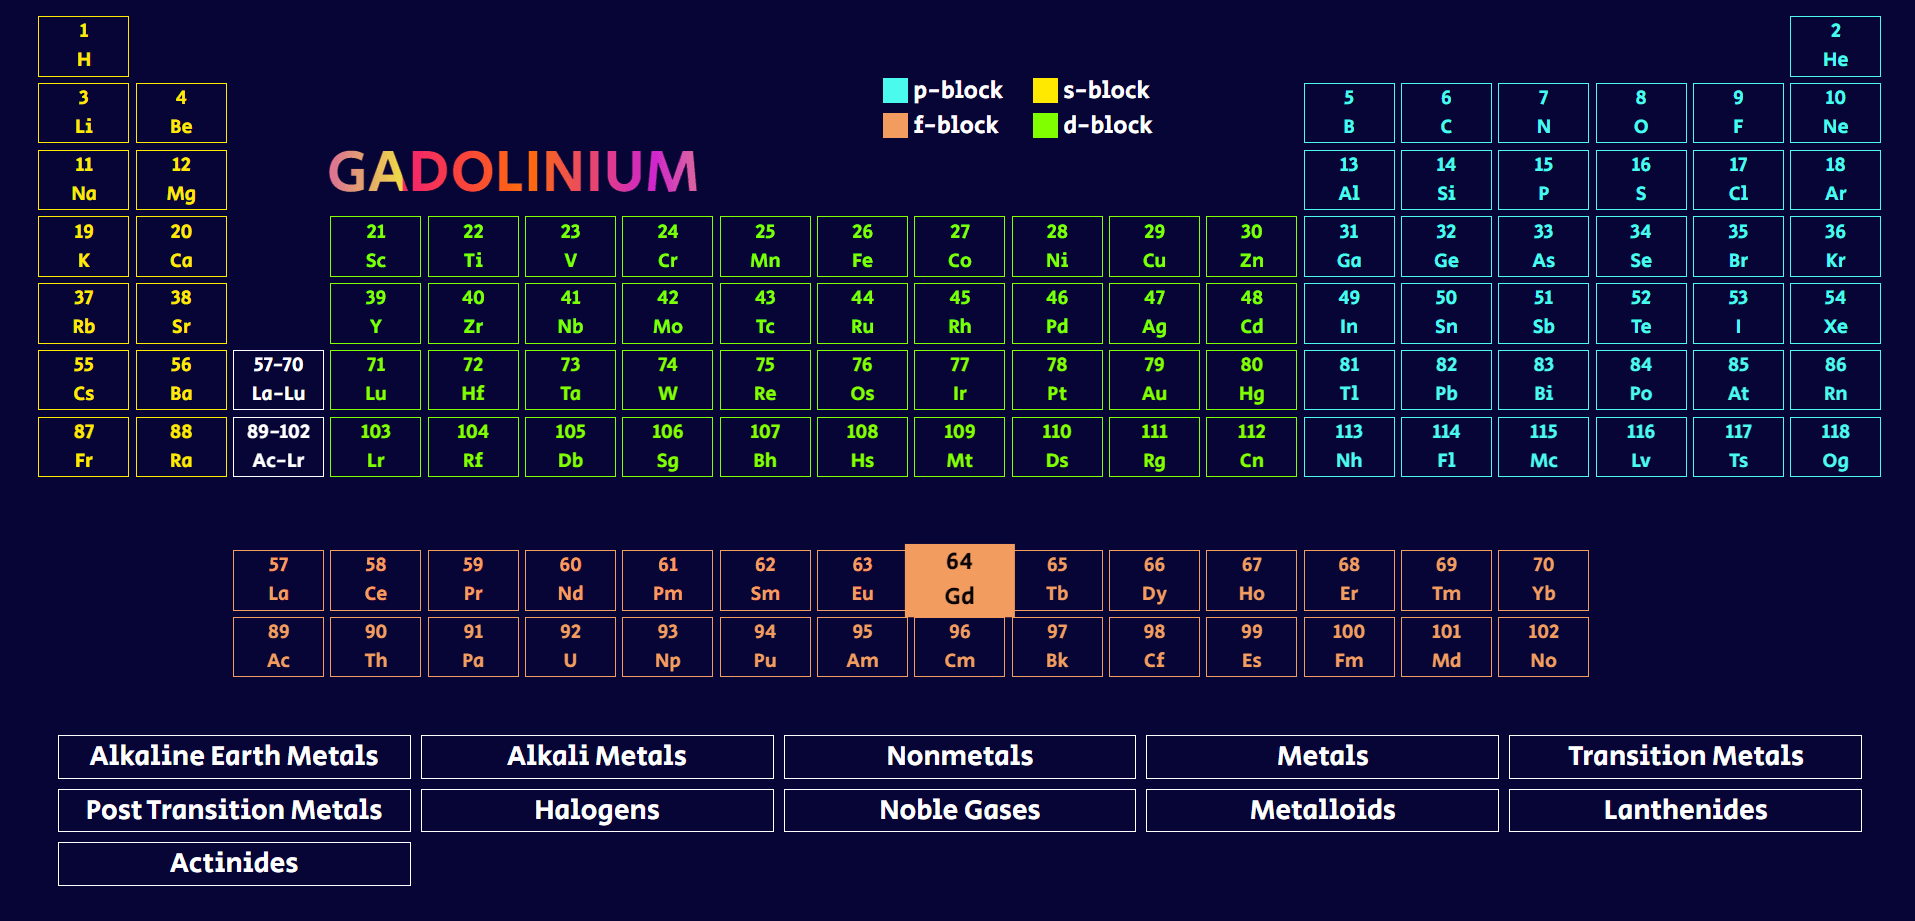 1 2
H He
p-block s-block
3 4 5 6 7 8 9 10
Li Be B C N O F Ne
f-block d-block
GADOLINIUM
11 12 13 14 15 16 17 18
Na Mg Al Si P S Cl Ar
19 20 21 22 23 24 25 26 27 28 29 30 31 32 33 34 35 36
K Ca Sc Ti V Cr Mn Fe Co Ni Cu Zn Ga Ge As Se Br Kr
37 38 39 40 41 42 43 44 45 46 47 48 49 50 51 52 53 54
Rb Sr Y Zr Nb Mo Tc Ru Rh Pd Ag Cd In Sn Sb Te I Xe
55 56 57-70 71 72 73 74 75 76 77 78 79 80 81 82 83 84 85 86
Cs Ba La-Lu Lu Hf Ta W Re Os Ir Pt Au Hg Tl Pb Bi Po At Rn
87 88 89-102 103 104 105 106 107 108 109 110 111 112 113 114 115 116 117 118
Fr Ra Ac-Lr Lr Rf Db Sg Bh Hs Mt Ds Rg Cn Nh Fl Mc Lv Ts Og
57 58 59 60 61 62 63 64 65 66 67 68 69 70
La Ce Pr Nd Pm Sm Eu Gd Tb Dy Ho Er Tm Yb
89 90 91 92 93 94 95 96 97 98 99 100 101 102
Ac Th Pa U Np Pu Am Cm Bk Cf Es Fm Md No
Alkaline Earth Metals Alkali Metals Nonmetals Metals Transition Metals
Post Transition Metals Halogens Noble Gases Metalloids Lanthenides
Actinides